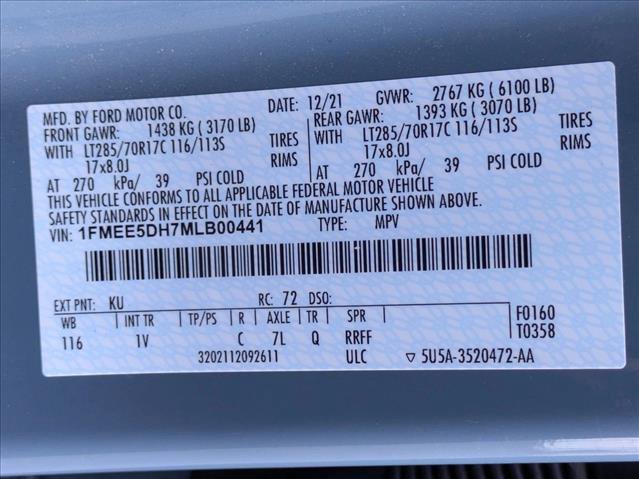 MFD. BY FORD MOTOR CO. DATE: 12/21 GVWR: 2767 KG ( 6100 LB)
FRONT GAWR: 1438 KG ( 3170 LB) REAR GAWR: 1393 KG ( 3070 LB)
WITH LT285/70R17C 116/113S TIRES WITH LT285/70R17C 116/113S TIRES
17x8.0J RIMS 17x8.0J RIMS
AT 270 kPa/ 39 PSI COLD AT 270 kPa/ 39 PSI COLD
THIS VEHICLE CONFORMS TO ALL APPLICABLE FEDERAL MOTOR VEHICLE
SAFETY STANDARDS IN EFFECT ON THE DATE OF MANUFACTURE SHOWN ABOVE.
VIN: 1FMEE5DH7MLB00441 TYPE: MPV
EXT PNT: KU RC: 72 DSO:
WB INT TR TP/PS R AXLE TR SPR F0160
116 1V C 7L Q RRFF T0358
3202112092611 ULC ▽ 5U5A-3520472-AA